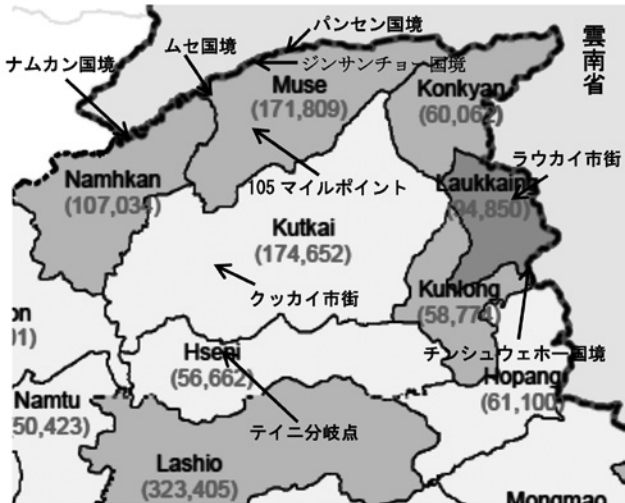 パンセン国境
ムセ国境
雲南省
ナムカン国境
ジンサンチョー国境
Muse
(171,809)
Konkyan
(60,062)
Namhkan
(107,034)
105 マイルポイント
ラウカイ市街
Laukkaing
(94,850)
Kutkai
(174,652)
クッカイ市街
Kuhlong
(58,774)
on
01)
Hseni
(56,662)
チンシュウェホー国境
Hopang
(61,100)
Namtu
50,423)
テイニ分岐点
Lashio
(323,405)
Mongmao